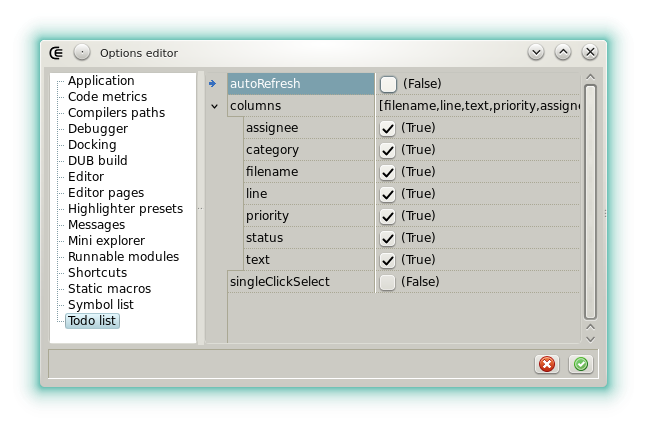 Options editor
Application
Code metrics
Compilers paths
Debugger
Docking
DUB build
Editor
Editor pages
Highlighter presets
Messages
Mini explorer
Runnable modules
Shortcuts
Static macros
Symbol list
Todo list
autoRefresh (False)
columns [filename,line,text,priority,assigne
assignee (True)
category (True)
filename (True)
line (True)
priority (True)
status (True)
text (True)
singleClickSelect (False)